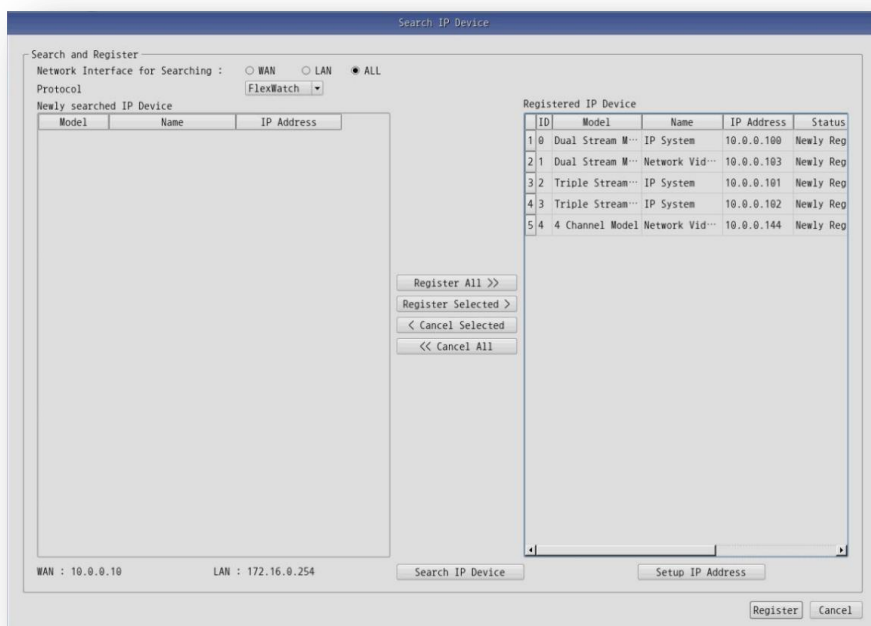 Search IP Device
Search and Register
Network Interface for Searching : WAN LAN ALL
Protocol FlexWatch
Newly searched IP Device
Model Name IP Address
Registered IP Device
ID Model Name IP Address Status
1 0 Dual Stream M… IP System 10.0.0.100 Newly Reg
2 1 Dual Stream M… Network Vid… 10.0.0.103 Newly Reg
3 2 Triple Stream… IP System 10.0.0.101 Newly Reg
4 3 Triple Stream… IP System 10.0.0.102 Newly Reg
5 4 4 Channel Model Network Vid… 10.0.0.144 Newly Reg
Register All >>
Register Selected >
< Cancel Selected
<< Cancel All
WAN : 10.0.0.10 LAN : 172.16.0.254 Search IP Device Setup IP Address
Register Cancel